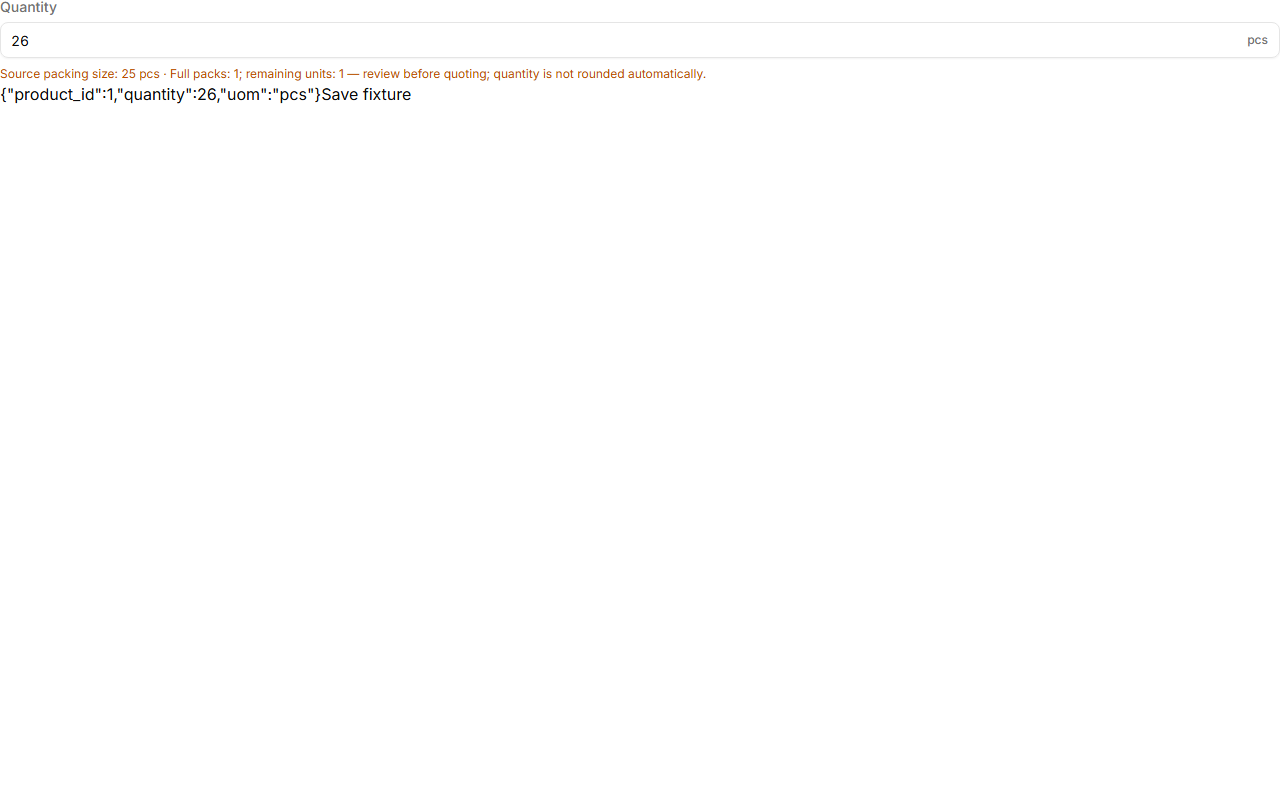 Quantity
26 pcs
Source packing size: 25 pcs · Full packs: 1; remaining units: 1 — review before quoting; quantity is not rounded automatically.
{"product_id":1,"quantity":26,"uom":"pcs"}Save fixture